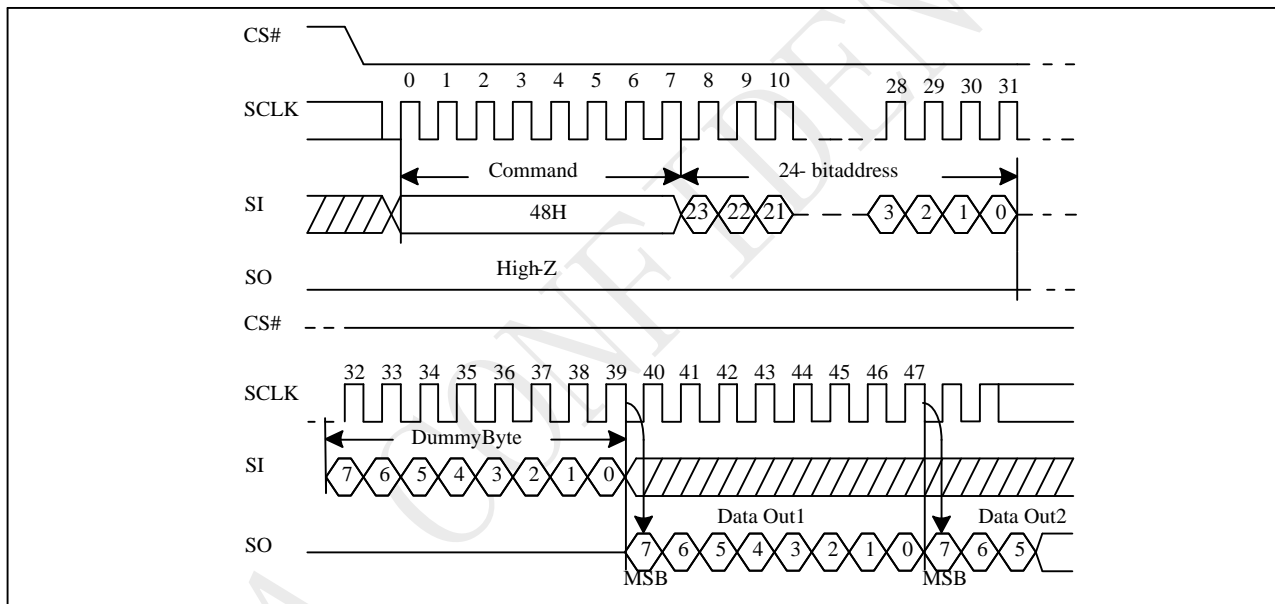 CS#
0 1 2 3 4 5 6 7 8 9 10 28 29 30 31
SCLK
Command 24- bitaddress
SI 48H 23 22 21 3 2 1 0
High-Z
SO
CS#
32 33 34 35 36 37 38 39 40 41 42 43 44 45 46 47
SCLK
DummyByte
SI 7 6 5 4 3 2 1 0
Data Out1 Data Out2
SO 7 6 5 4 3 2 1 0 7 6 5
MSB MSB